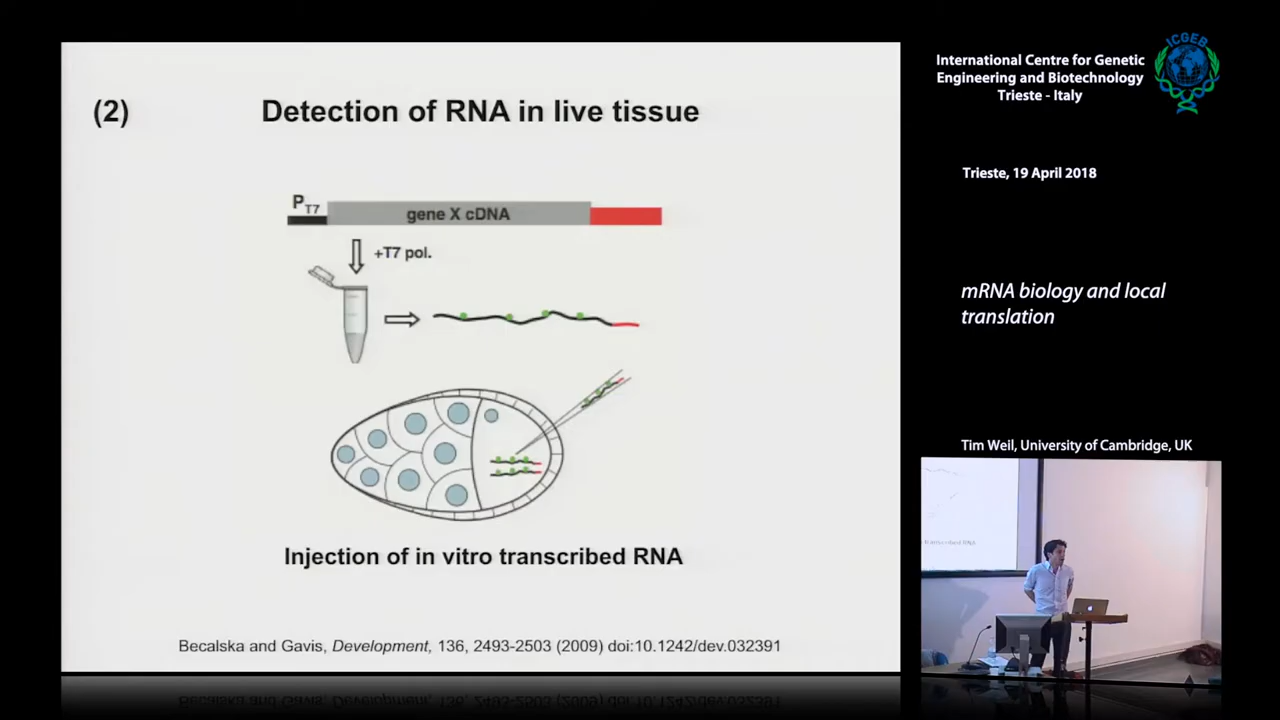 (2) Detection of RNA in live tissue
PT7
gene X cDNA
+T7 pol.
Injection of in vitro transcribed RNA
Becalska and Gavis, Development, 136, 2493-2503 (2009) doi:10.1242/dev.032391
ICGEB
International Centre for Genetic
Engineering and Biotechnology
Trieste - Italy
Trieste, 19 April 2018
mRNA biology and local
translation
Tim Weil, University of Cambridge, UK